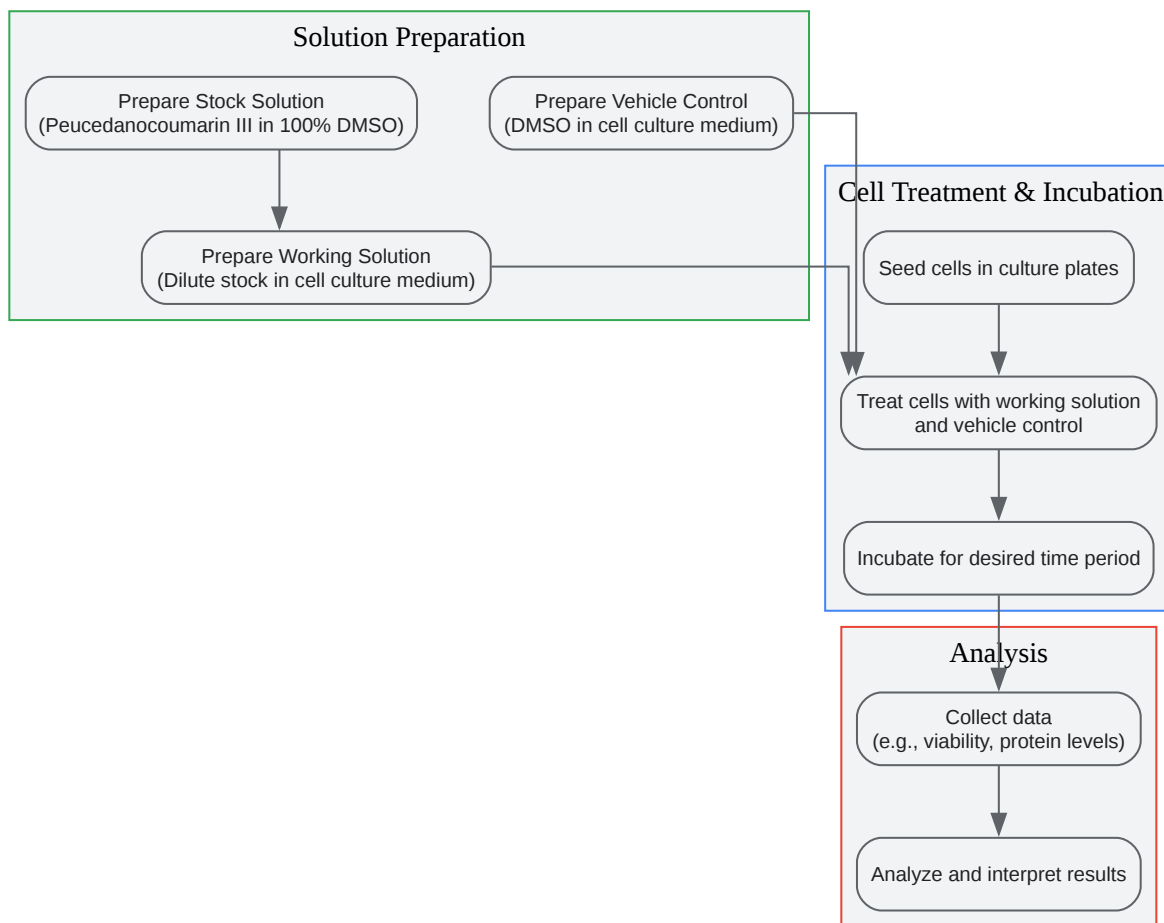 Solution Preparation
Prepare Stock Solution
(Peucedanocoumarin III in 100% DMSO)
Prepare Vehicle Control
(DMSO in cell culture medium)
Prepare Working Solution
(Dilute stock in cell culture medium)
Cell Treatment & Incubation
Seed cells in culture plates
Treat cells with working solution
and vehicle control
Incubate for desired time period
Analysis
Collect data
(e.g., viability, protein levels)
Analyze and interpret results